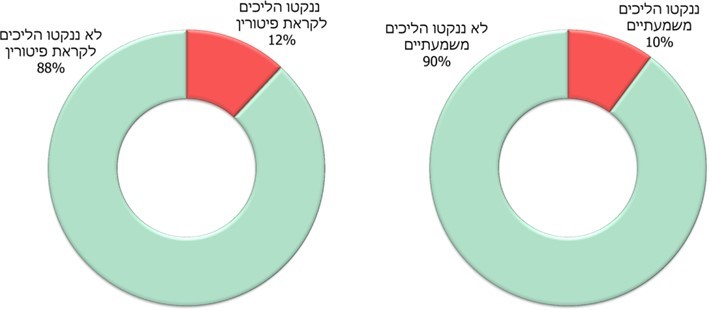 ננקטו הליכים
משמעתיים
10%
לא ננקטו הליכים
משמעתיים
90%
ננקטו הליכים
לקראת פיטורין
12%
לא ננקטו הליכים
לקראת פיטורין
88%